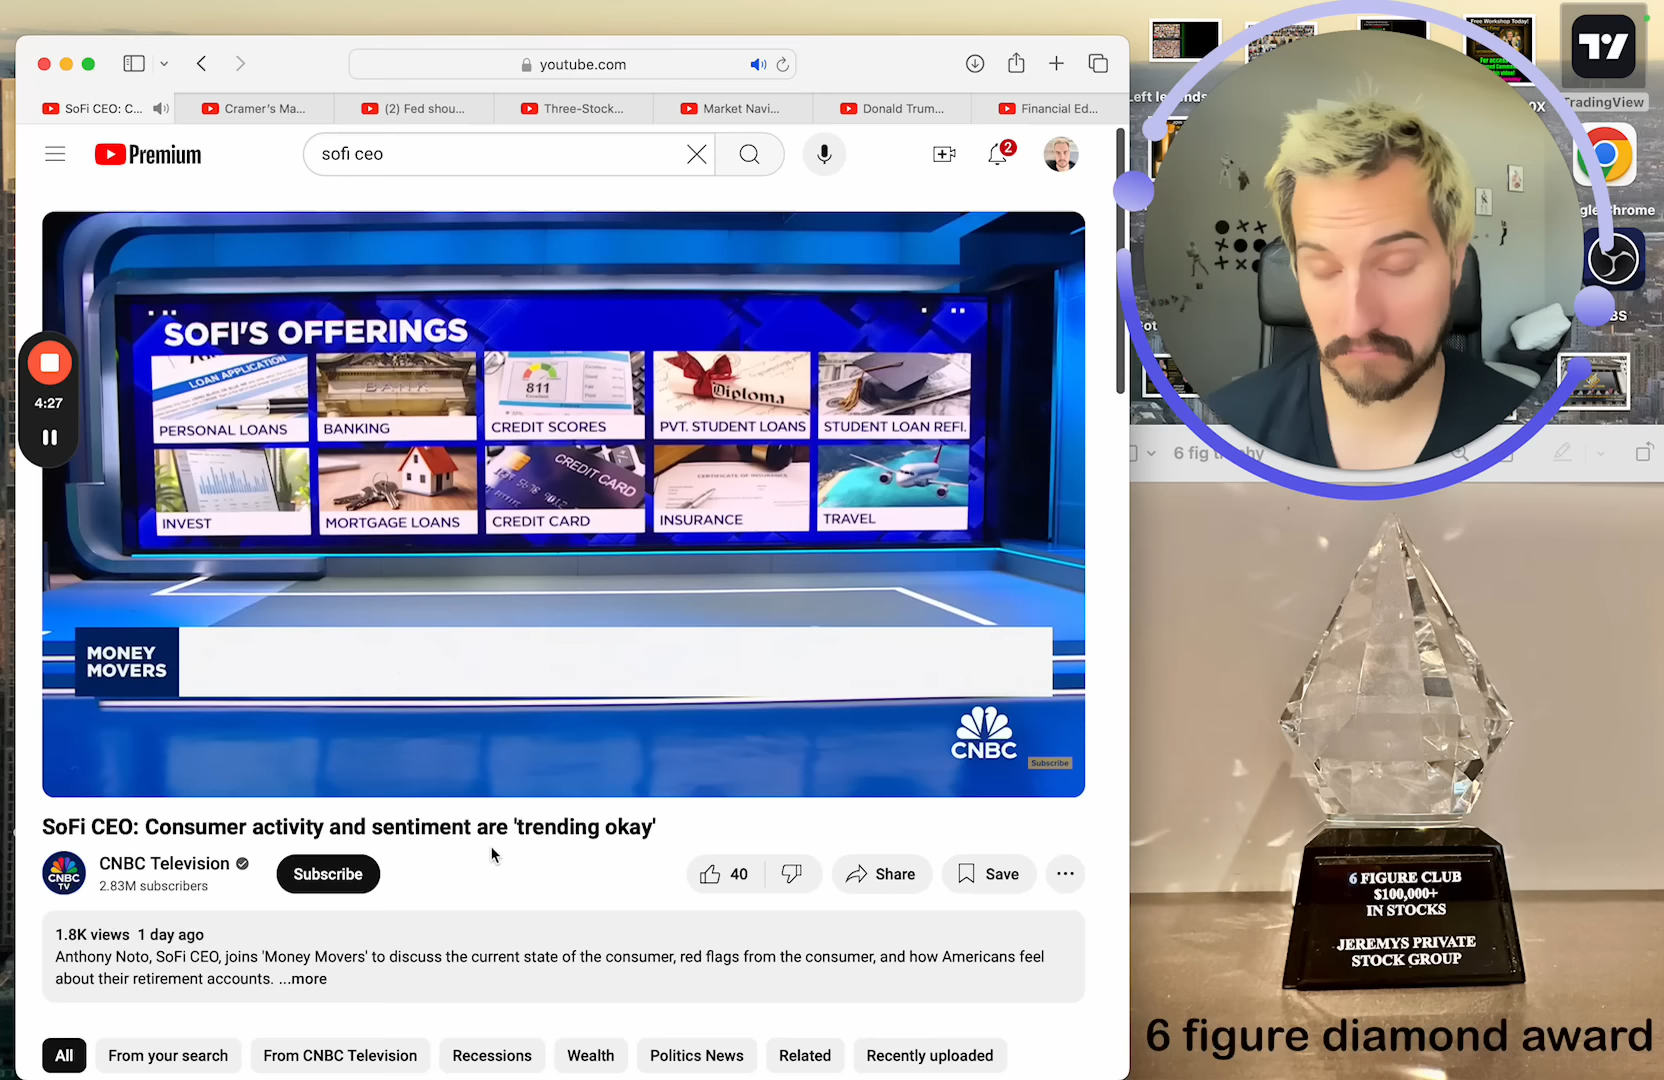 youtube.com
SoFi CEO: C...
Cramer's Ma...
(2) Fed shou...
Three-Stock...
Market Navi...
Donald Trum...
Financial Ed...
Premium
sofi ceo
2
SOFI'S OFFERINGS
LOAN APPLICATION
BANK
811
Diploma
PERSONAL LOANS
BANKING
CREDIT SCORES
PVT. STUDENT LOANS
STUDENT LOAN REFI.
CREDIT CARD
CERTIFICATE OF INSURANCE
INVEST
MORTGAGE LOANS
CREDIT CARD
INSURANCE
TRAVEL
4:27
MONEY
MOVERS
CNBC
Subscribe
SoFi CEO: Consumer activity and sentiment are 'trending okay'
CNBC
TV
CNBC Television
2.83M subscribers
Subscribe
40
Share
Save
1.8K views 1 day ago
Anthony Noto, SoFi CEO, joins 'Money Movers' to discuss the current state of the consumer, red flags from the consumer, and how Americans feel
about their retirement accounts. ...more
All
From your search
From CNBC Television
Recessions
Wealth
Politics News
Related
Recently uploaded
Free Workshop Today!
TradingView
6 FIGURE CLUB
$100,000+
IN STOCKS
JEREMYS PRIVATE
STOCK GROUP
6 figure diamond award